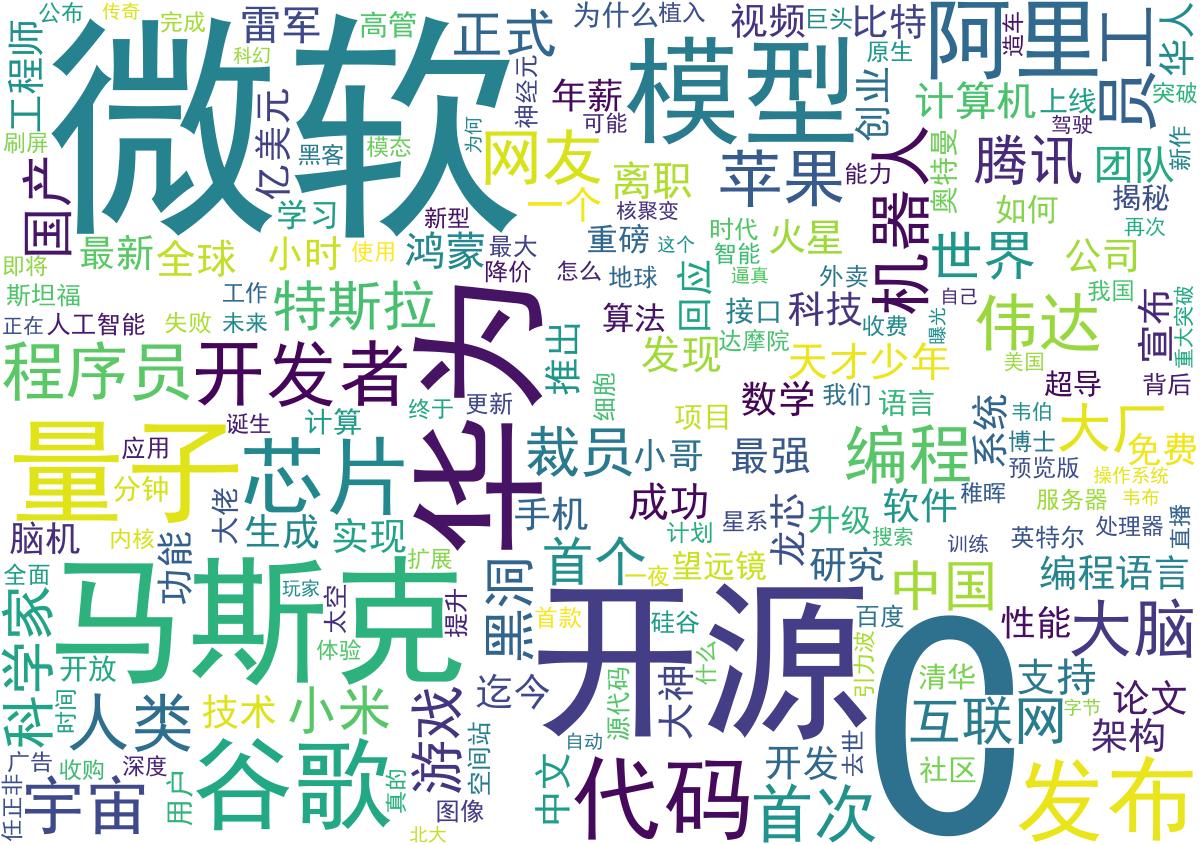 公布
传奇
完成
雷军
高管
正式
为什么
植入
视频
巨头
比特
阿里
造车
员工
华人
工程师
科幻
微软
神经元
年薪
可能
模型
原生
创业
计算机
上线
突破
驾驶
刷屏
亿美元
黑客
模态
为何
网友
离职
苹果
能力
机器人
奥特曼
腾讯
团队
新作
揭秘
国产
学习
新型
一个
核聚变
如何
再次
最新
全球
小时
使用
鸿蒙
最大
重磅
这个
时代
智能
火星
世界
公司
即将
降价
怎么
地球
逼真
外卖
斯坦福
工作
特斯拉
华为
回应
接口
科技
自己
伟达
我国
正在
人工智能
失败
未来
推出
算法
达摩院
收费
曝光
宣布
重大突破
程序员
开发者
发现
天才少年
美国
超导
背后
诞生
计算
终于
更新
细胞
项目
数学
我们
语言
系统
韦伯
大厂
免费
量子
应用
芯片
裁员
小哥
最强
编程
博士
预览版
操作系统
分钟
大佬
手机
成功
龙芯
软件
稚晖
服务器
韦布
脑机
内核
功能
生成
实现
计划
星系
升级
搜索
英特尔
处理器
直播
扩展
首个
一夜
望远镜
研究
训练
全面
玩家
太空
提升
黑洞
中国
编程语言
马斯克
首款
硅谷
开源
百度
0
性能
大脑
科学家
开放
体验
迄今
源代码
大神
什么
引力波
清华
支持
论文
时间
人类
技术
小米
游戏
互联网
字节
架构
空间站
自动
任正非
广告
收购
深度
谷歌
真的
中文
代码
开发
去世
社区
发布
宇宙
用户
图像
首次
北大